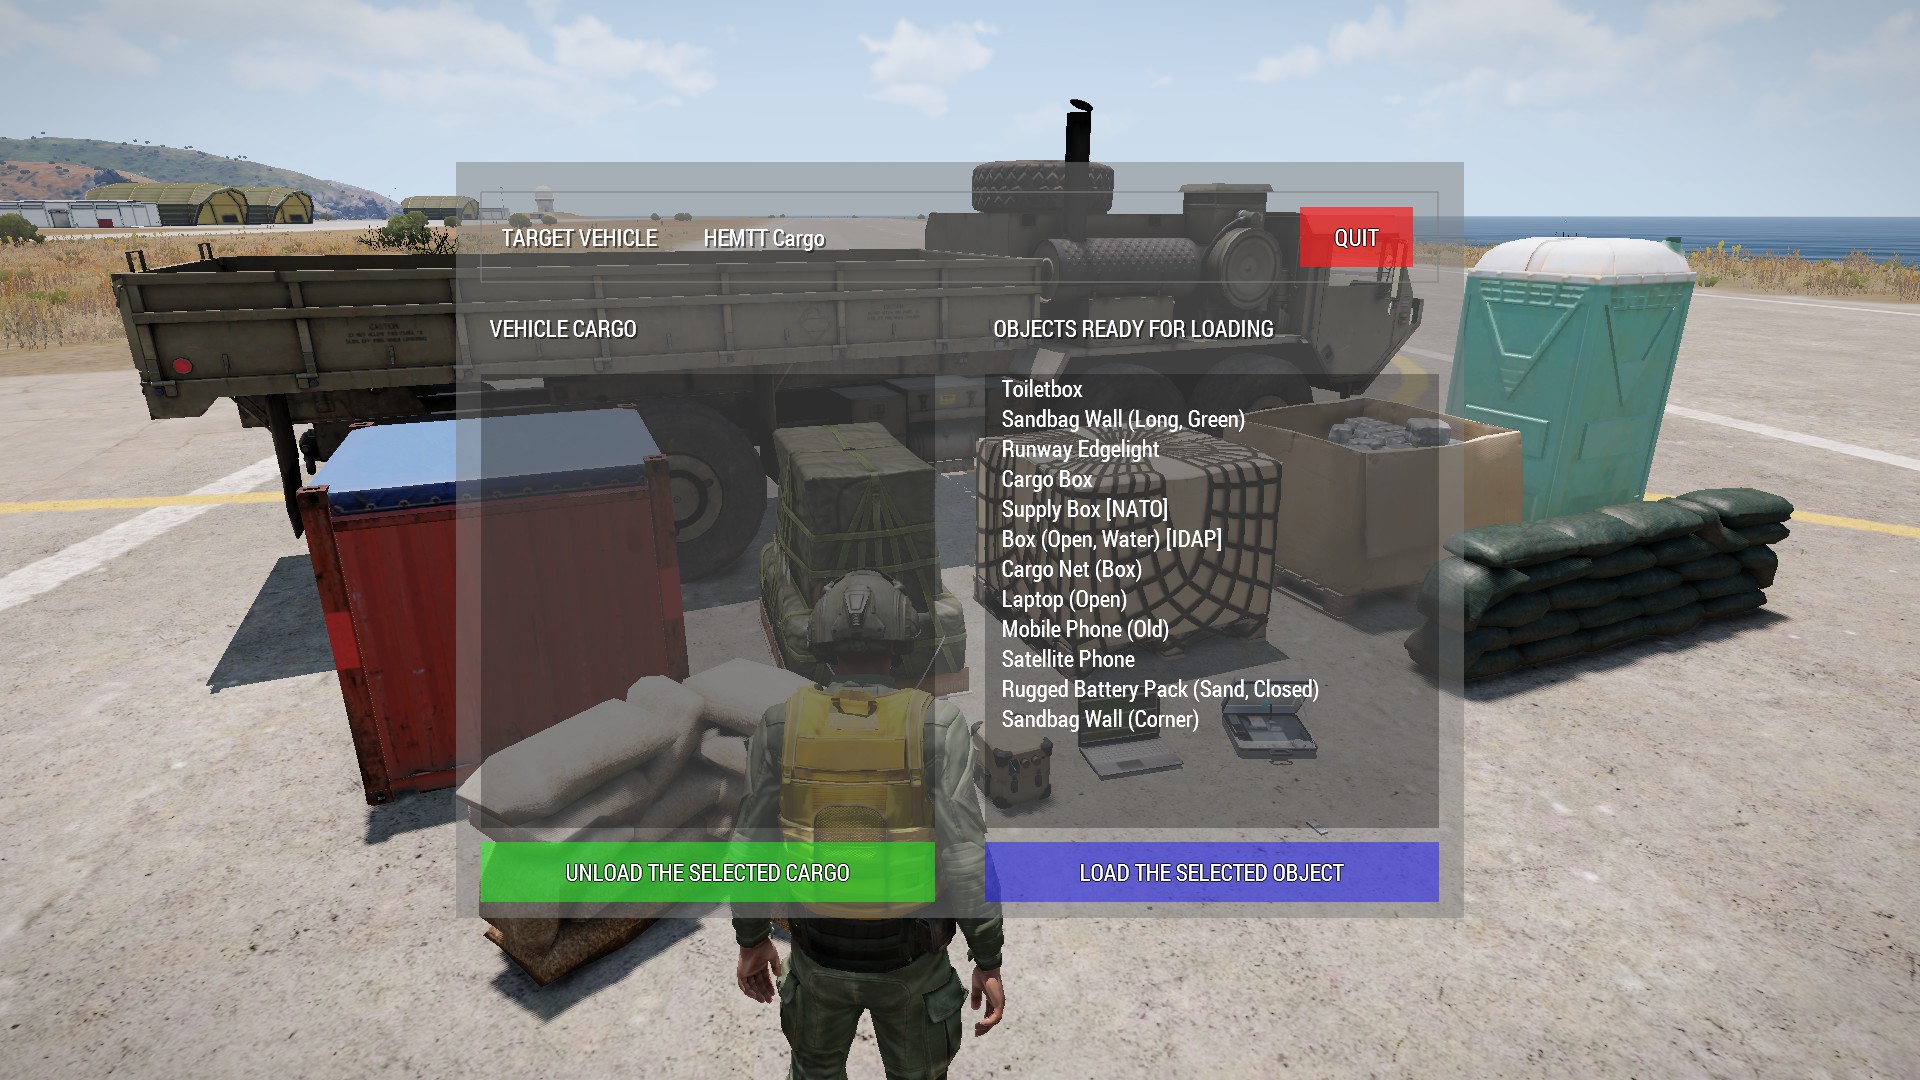 TARGET VEHICLE HEMTT Cargo QUIT
VEHICLE CARGO
OBJECTS READY FOR LOADING
Toiletbox
Sandbag Wall (Long, Green)
Runway Edgelight
Cargo Box
Supply Box [NATO]
Box (Open, Water) [IDAP]
Cargo Net (Box)
Laptop (Open)
Mobile Phone (Old)
Satellite Phone
Rugged Battery Pack (Sand, Closed)
Sandbag Wall (Corner)
UNLOAD THE SELECTED CARGO
LOAD THE SELECTED OBJECT
CAUTION